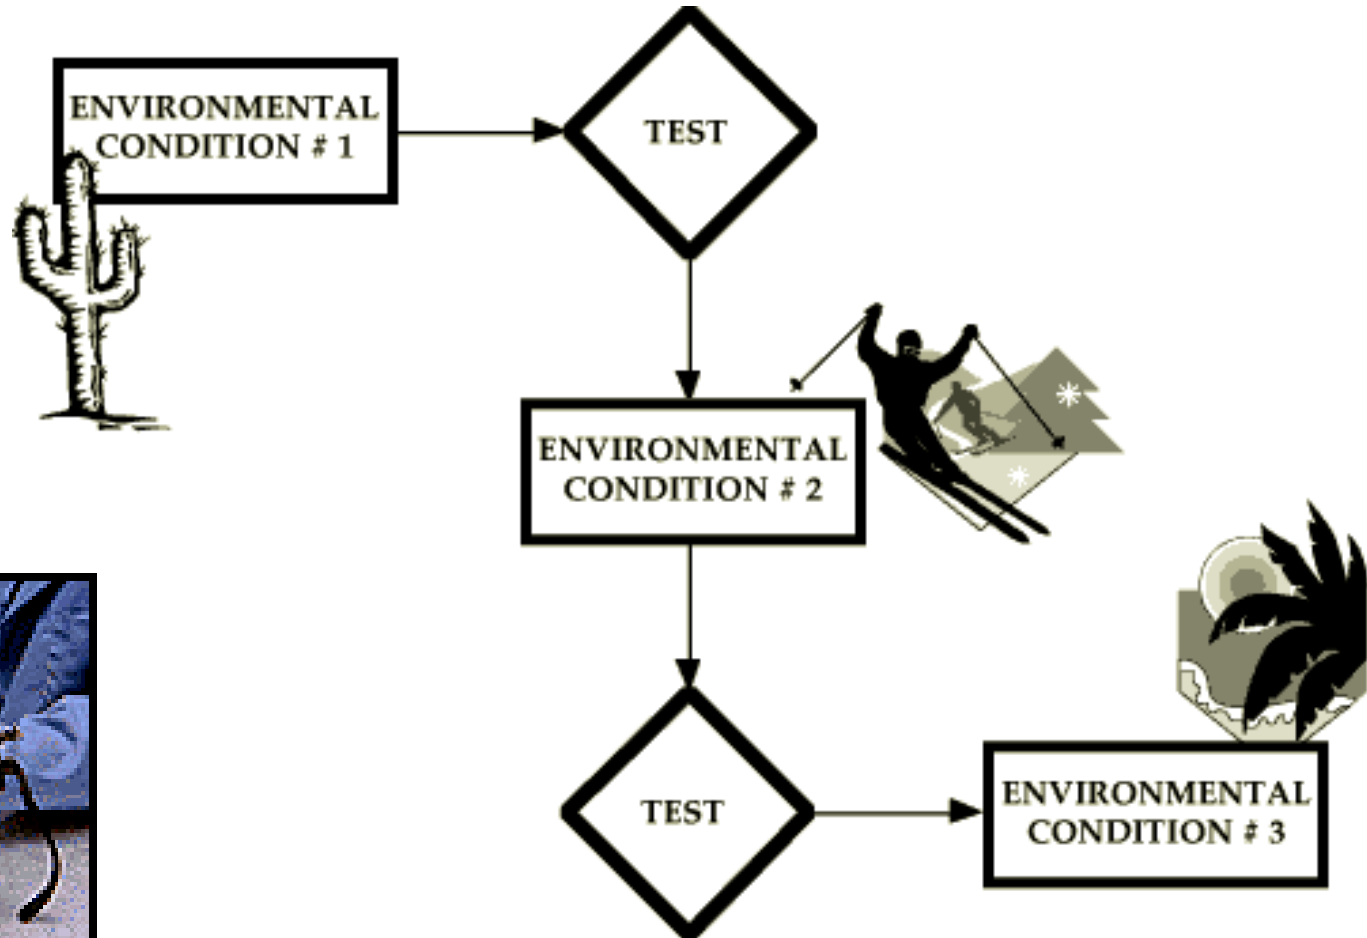 ENVIRONMENTAL
CONDITION # 1
TEST
ENVIRONMENTAL
CONDITION # 2
TEST
ENVIRONMENTAL
CONDITION # 3